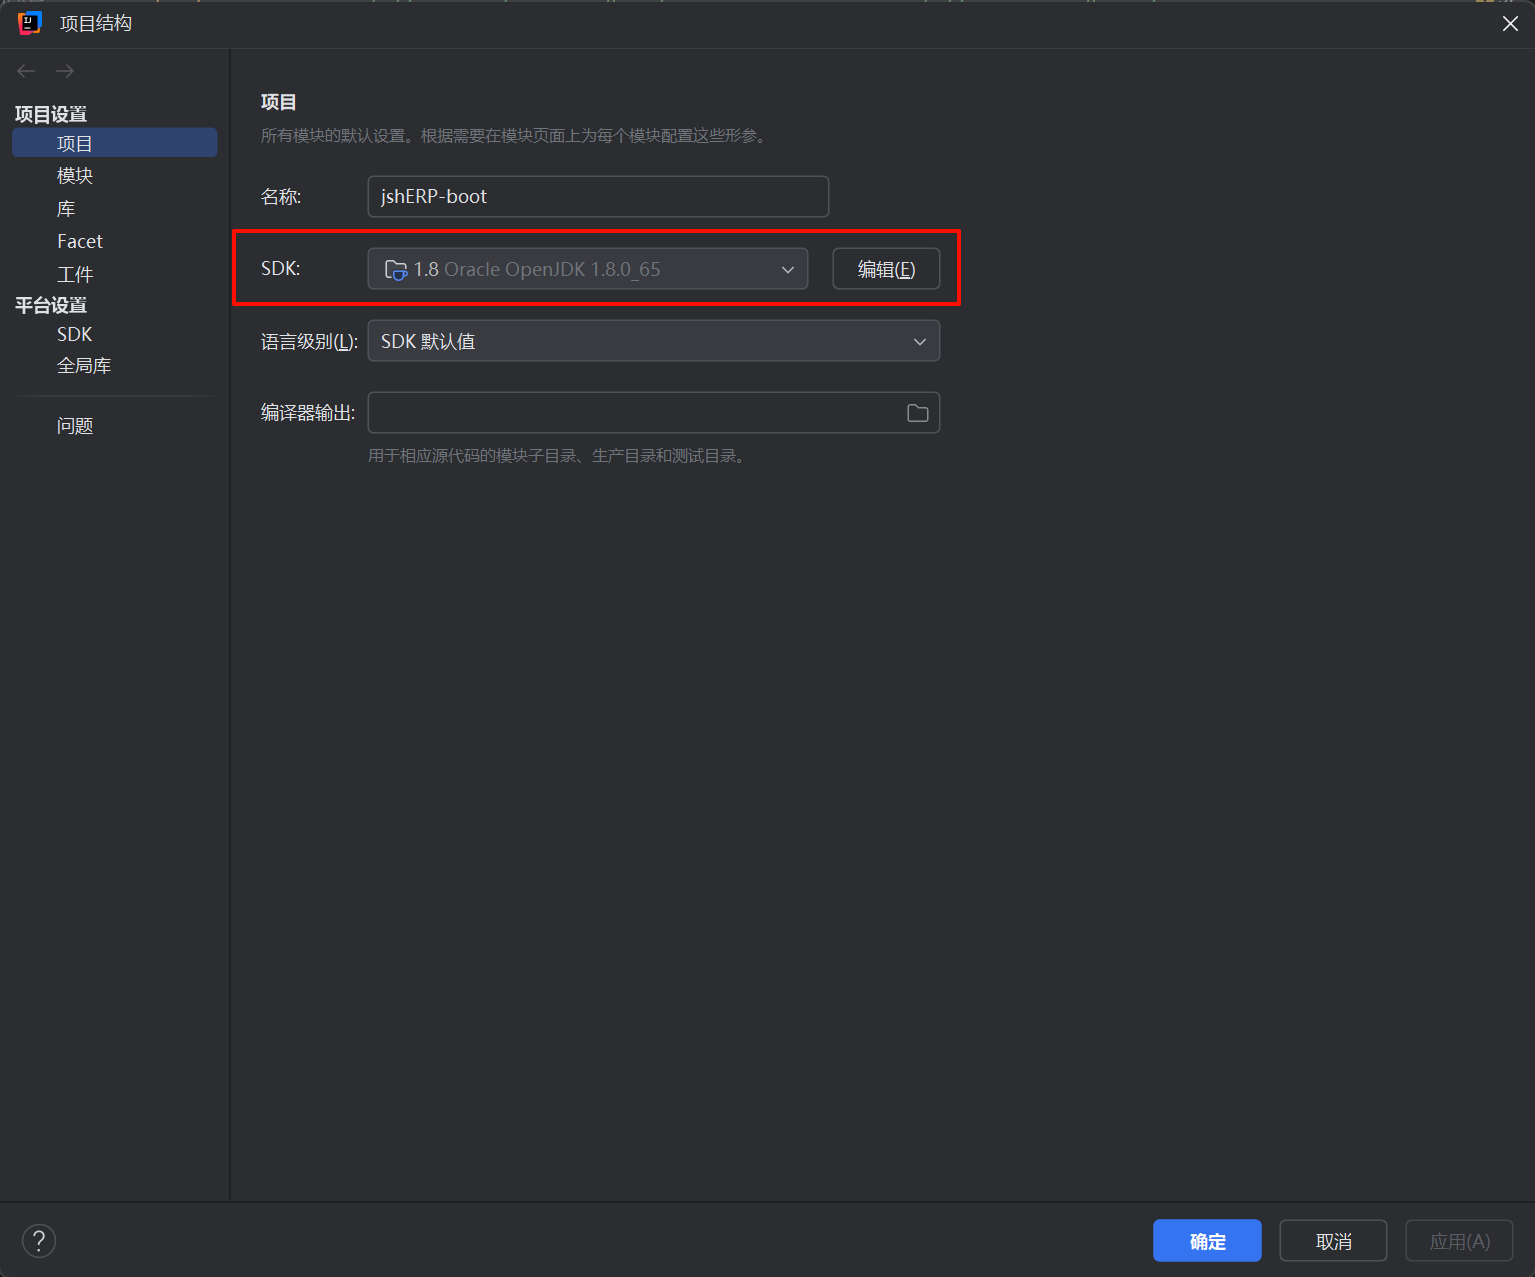 项目结构
项目设置
项目
模块
库
Facet
工件
平台设置
SDK
全局库
问题
项目
所有模块的默认设置。根据需要在模块页面上为每个模块配置这些形参。
名称: jshERP-boot
SDK: 1.8 Oracle OpenJDK 1.8.0_65 编辑(E)
语言级别(L): SDK 默认值
编译器输出:
用于相应源代码的模块子目录、生产目录和测试目录。
? 确定 取消 应用(A)